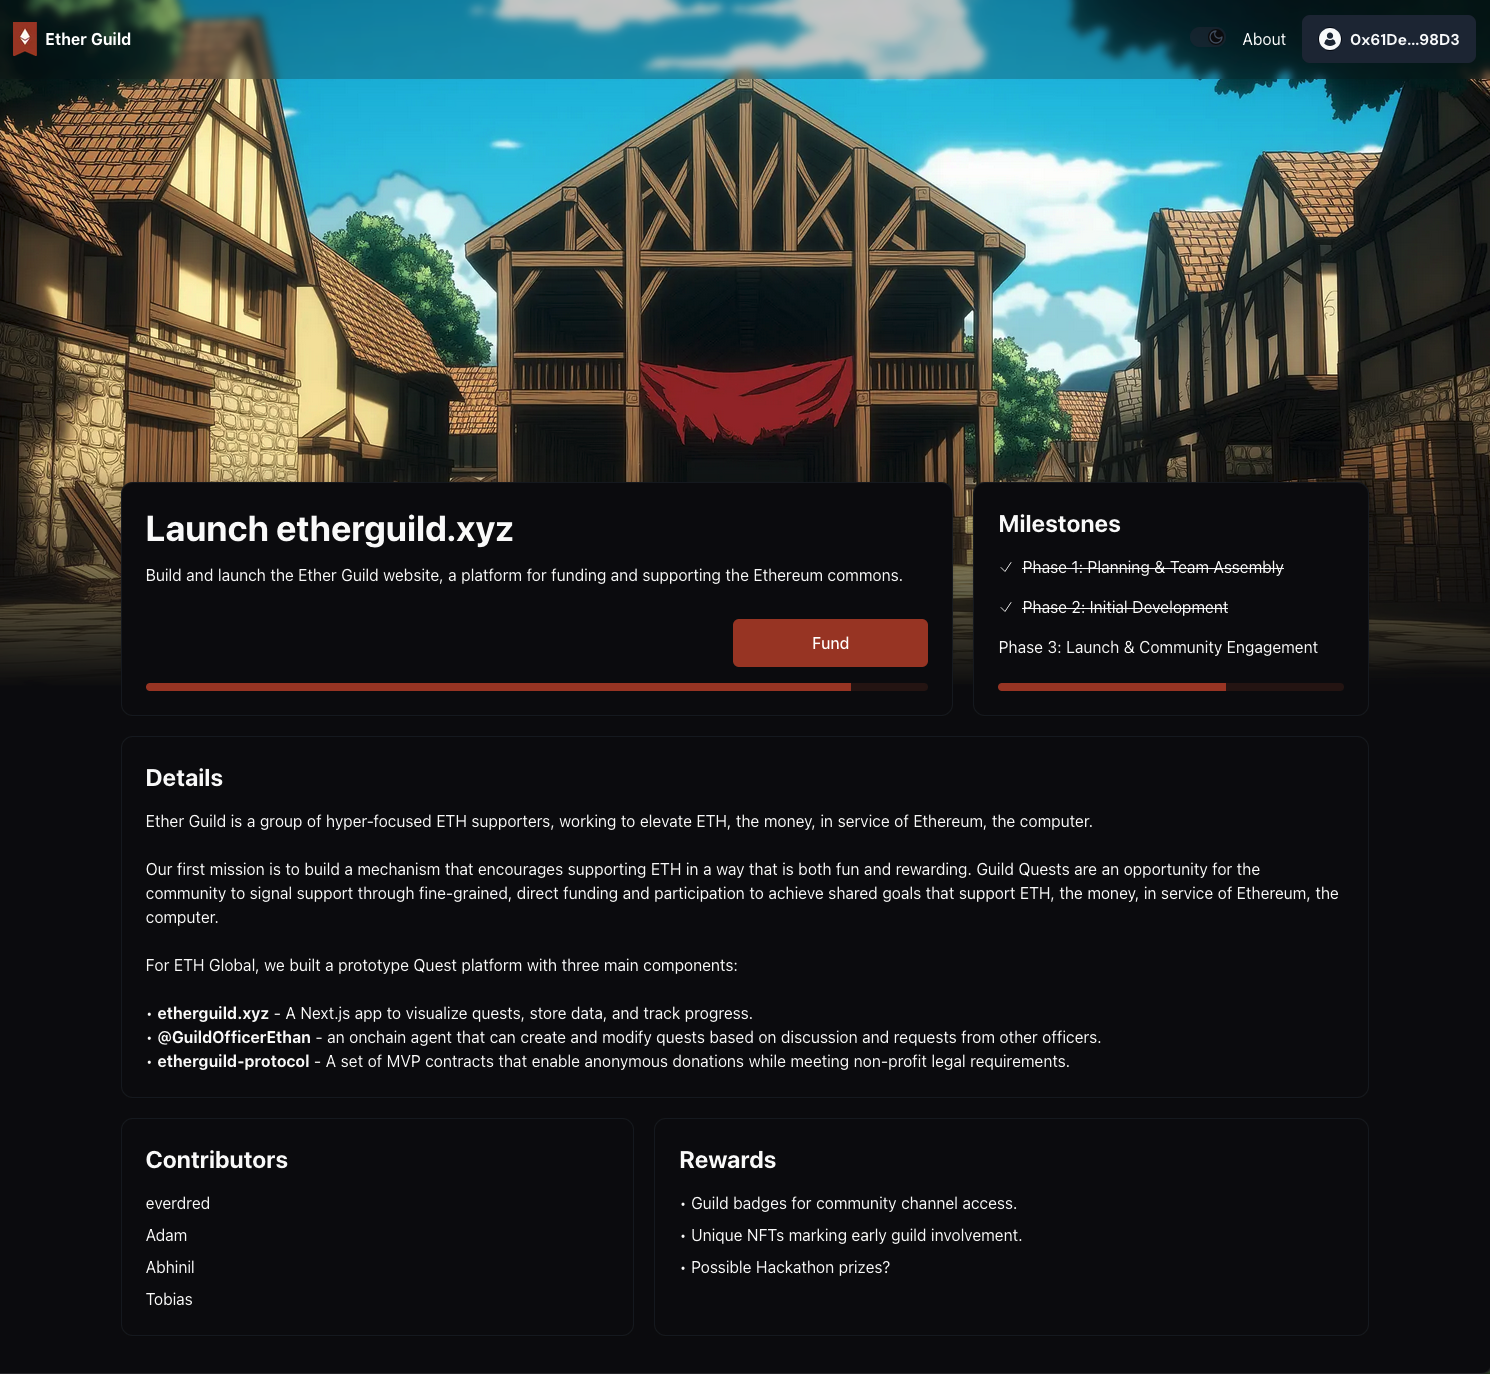 Ether Guild
About
0x61De...98D3
Launch etherguild.xyz
Build and launch the Ether Guild website, a platform for funding and supporting the Ethereum commons.
Fund
Milestones
Phase 1: Planning & Team Assembly
Phase 2: Initial Development
Phase 3: Launch & Community Engagement
Details
Ether Guild is a group of hyper-focused ETH supporters, working to elevate ETH, the money, in service of Ethereum, the computer.
Our first mission is to build a mechanism that encourages supporting ETH in a way that is both fun and rewarding. Guild Quests are an opportunity for the
community to signal support through fine-grained, direct funding and participation to achieve shared goals that support ETH, the money, in service of Ethereum, the
computer.
For ETH Global, we built a prototype Quest platform with three main components:
• etherguild.xyz - A Next.js app to visualize quests, store data, and track progress.
• @GuildOfficerEthan - an onchain agent that can create and modify quests based on discussion and requests from other officers.
• etherguild-protocol - A set of MVP contracts that enable anonymous donations while meeting non-profit legal requirements.
Contributors
everdred
Adam
Abhinil
Tobias
Rewards
• Guild badges for community channel access.
• Unique NFTs marking early guild involvement.
• Possible Hackathon prizes?